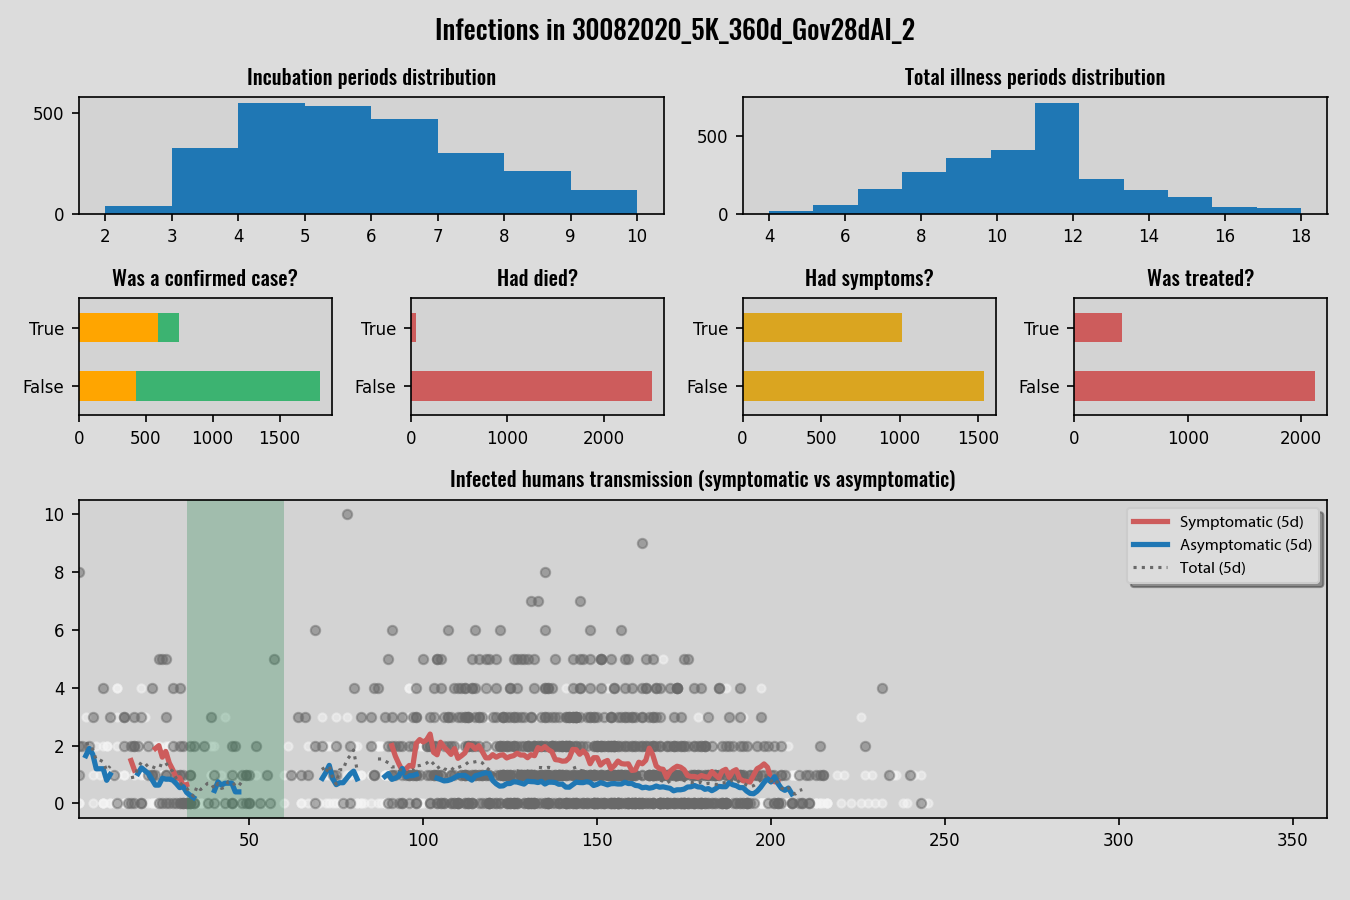 Infections in 30082020_5K_360d_Gov28dAI_2
Incubation periods distribution
Total illness periods distribution
500
0
2 3 4 5 6 7 8 9 10
500
0
4 6 8 10 12 14 16 18
Was a confirmed case?
Had died?
Had symptoms?
Was treated?
True
False
0 500 1000 1500
True
False
0 1000 2000
True
False
0 500 1000 1500
True
False
0 1000 2000
Infected humans transmission (symptomatic vs asymptomatic)
10
8
6
4
2
0
50 100 150 200 250 300 350
Symptomatic (5d)
Asymptomatic (5d)
Total (5d)